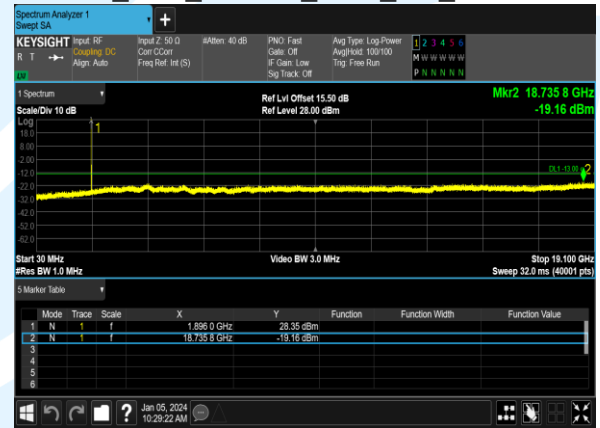 Spectrum Analyzer 1
Swept SA
KEYSIGHT Input: RF Input Z: 50 Ω #Atten: 40 dB PNO: Fast Avg Type: Log-Power 1 2 3 4 5 6
R T Coupling: DC Corr CCorr Gate: Off Avg|Hold: 100/100 M W W W W W
Align: Auto Freq Ref: Int (S) IF Gain: Low Trig: Free Run
LV Sig Track: Off P N N N N N
1 Spectrum Ref Lvl Offset 15.50 dB Mkr2 18.735 8 GHz
Scale/Div 10 dB Ref Level 28.00 dBm -19.16 dBm
Log
18.0
8.00
-2.00
-12.0
-22.0
-32.0
-42.0
-52.0
-62.0
1
DL1 -13.00
2
Start 30 MHz Video BW 3.0 MHz Stop 19.100 GHz
#Res BW 1.0 MHz Sweep 32.0 ms (40001 pts)
5 Marker Table
Mode Trace Scale X Y Function Function Width Function Value
1 N 1 f 1.896 0 GHz 28.35 dBm
2 N 1 f 18.735 8 GHz -19.16 dBm
3
4
5
6
? Jan 05, 2024
10:29:22 AM